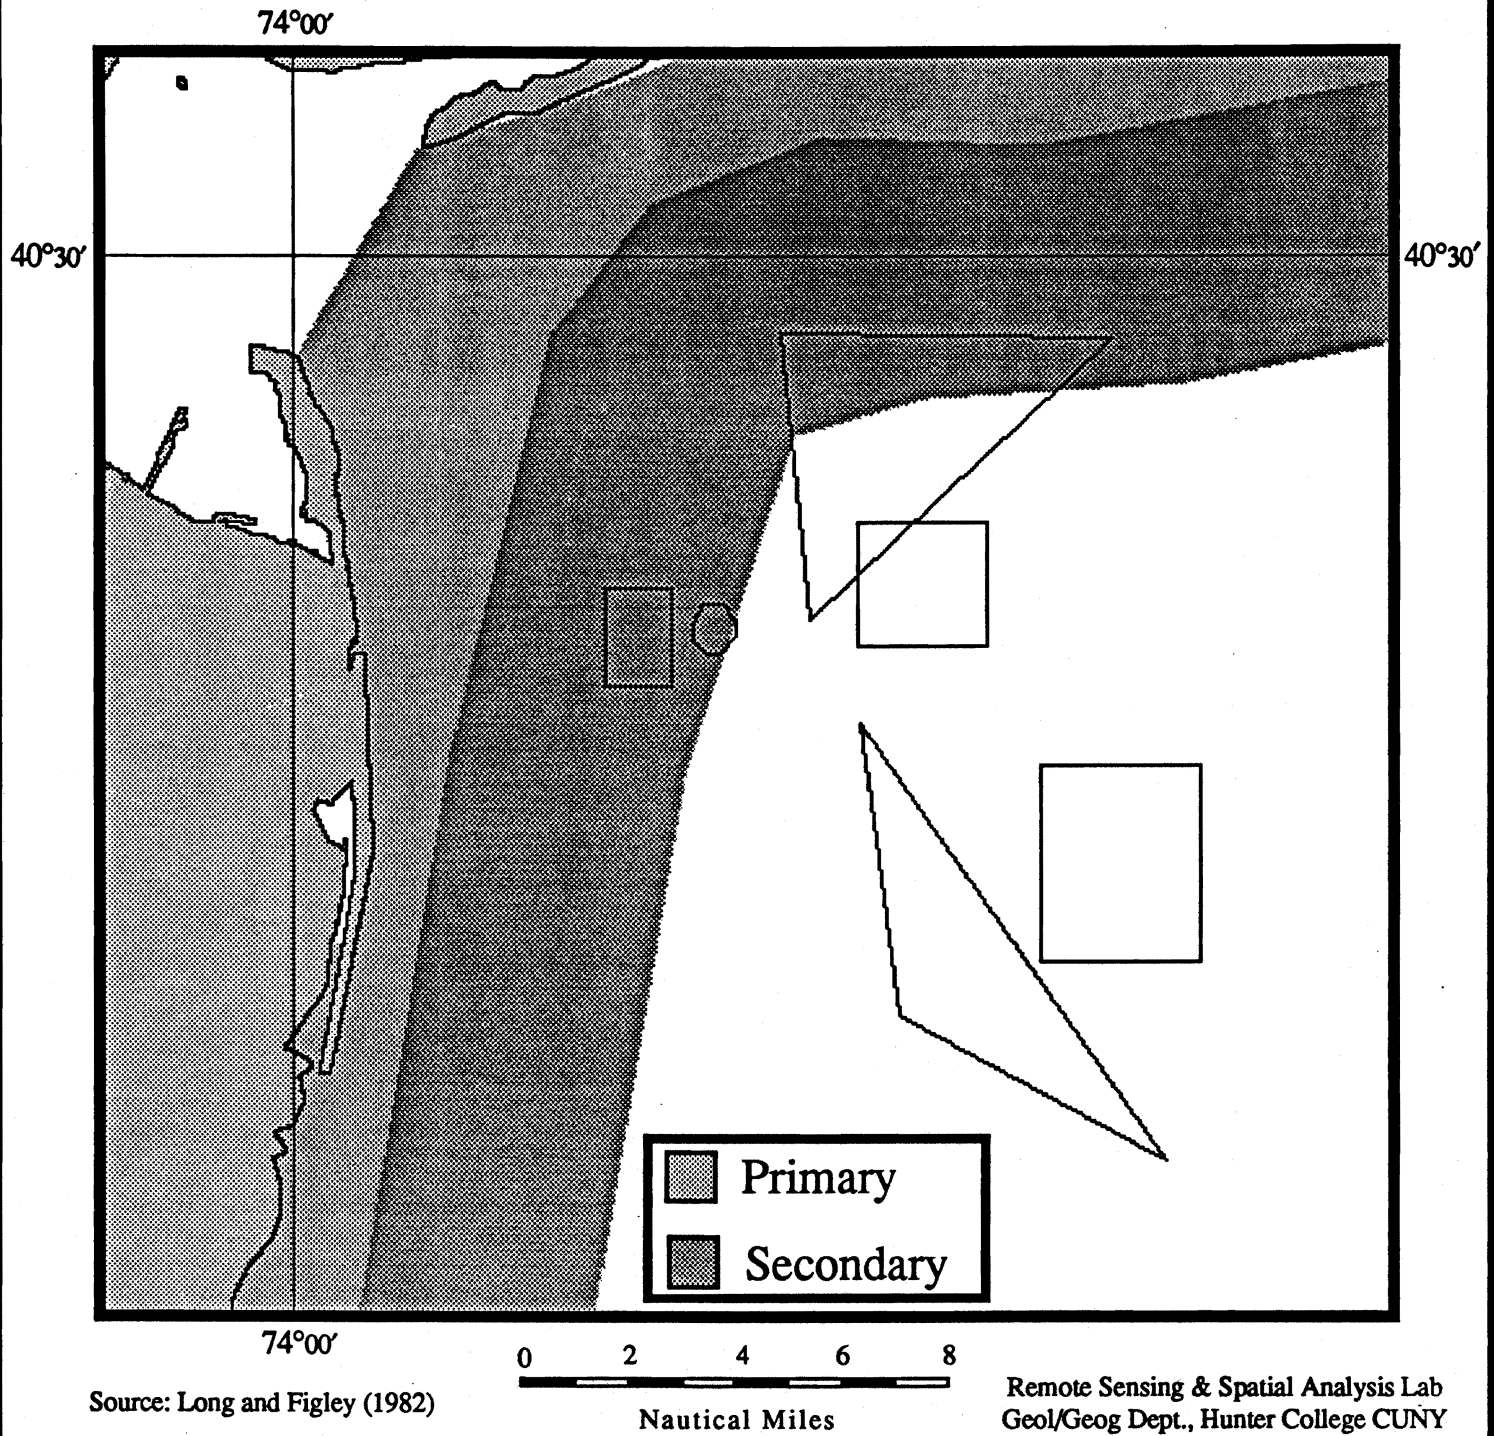 74°00′
40°30′
40°30′
Primary
Secondary
74°00′
0 2 4 6 8
Nautical Miles
Source: Long and Figley (1982)
Remote Sensing & Spatial Analysis Lab
Geol/Geog Dept., Hunter College CUNY